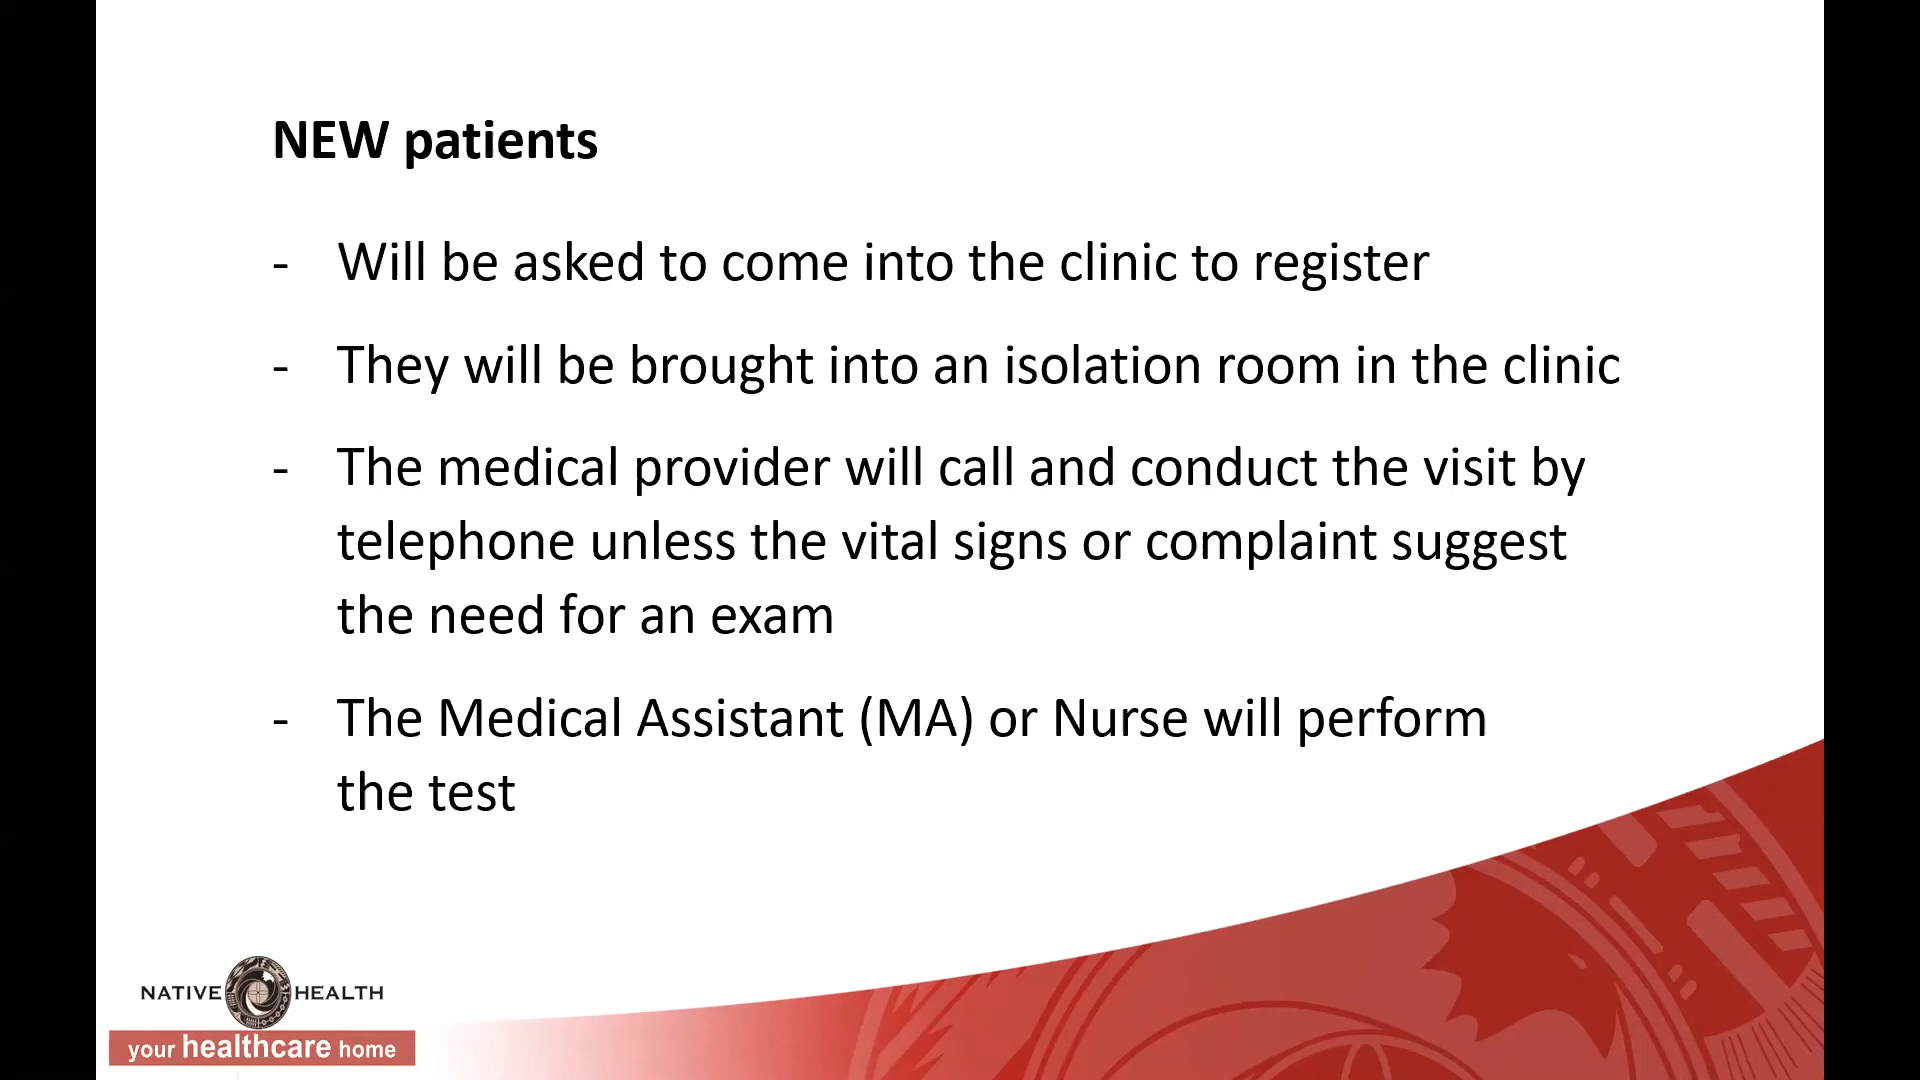 NEW patients
- Will be asked to come into the clinic to register
- They will be brought into an isolation room in the clinic
- The medical provider will call and conduct the visit by
telephone unless the vital signs or complaint suggest
the need for an exam
- The Medical Assistant (MA) or Nurse will perform
the test
NATIVE HEALTH
your healthcare home